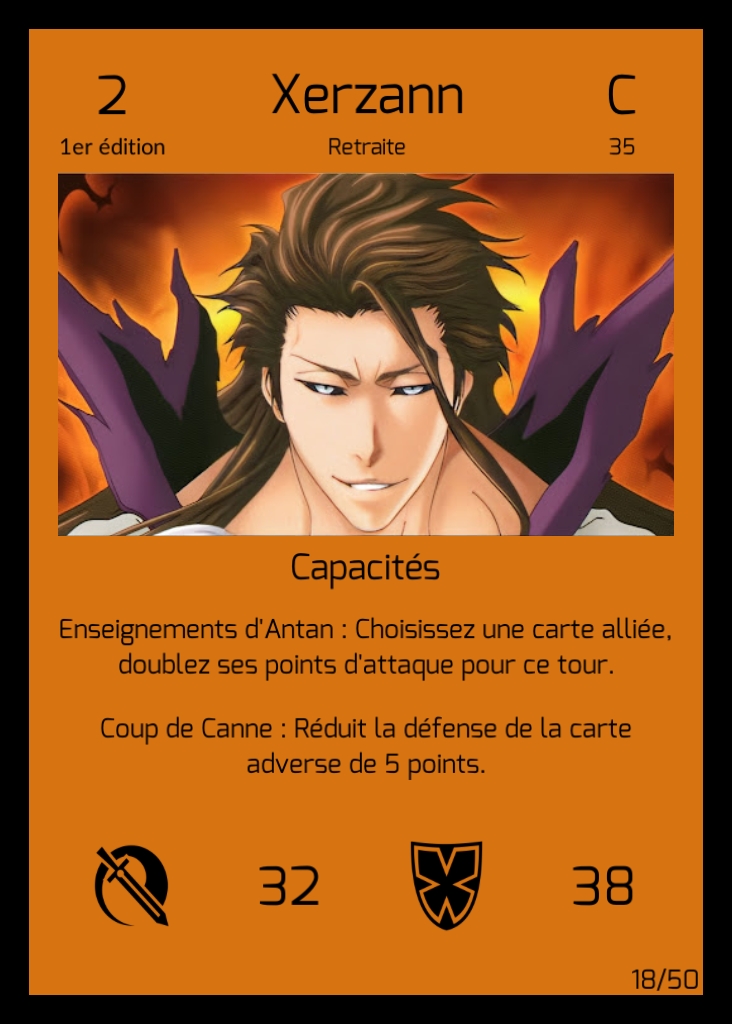 2 Xerzann C
1er édition Retraite 35
Capacités
Enseignements d'Antan : Choisissez une carte alliée,
doublez ses points d'attaque pour ce tour.
Coup de Canne : Réduit la défense de la carte
adverse de 5 points.
32 38
18/50